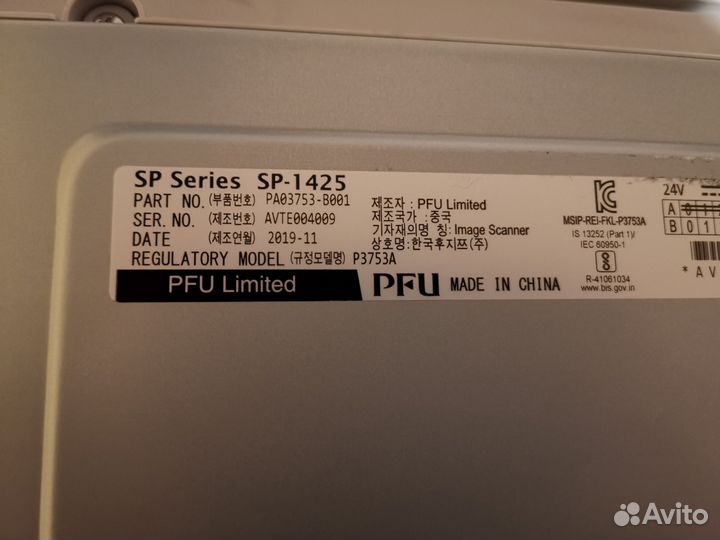 SP Series SP-1425
PART NO. (부품번호) PA03753-B001
SER. NO. (제조번호) AVTE004009
DATE (제조연월) 2019-11
REGULATORY MODEL (규정모델명) P3753A
제조자 : PFU Limited
제조국가 : 중국
기자재의명 칭: Image Scanner
상호명: 한국후지쯔(주)
PFU Limited
PFU MADE IN CHINA
MSIP-REI-FKL-P3753A
IS 13252 (Part 1)/
IEC 60950-1
R-41061034
www.bis.gov.in
24V
A 0 1
B 0 1
* A V
Avito